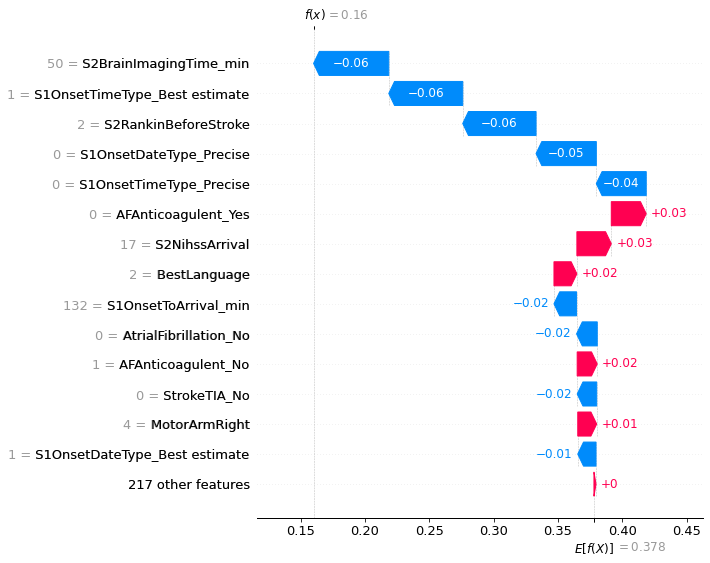 f(x) = 0.16
50 = S2BrainImagingTime_min
−0.06
1 = S1OnsetTimeType_Best estimate
−0.06
2 = S2RankinBeforeStroke
−0.06
0 = S1OnsetDateType_Precise
−0.05
0 = S1OnsetTimeType_Precise
−0.04
0 = AFAnticoagulent_Yes
+0.03
17 = S2NihssArrival
+0.03
2 = BestLanguage
+0.02
132 = S1OnsetToArrival_min
−0.02
0 = AtrialFibrillation_No
−0.02
1 = AFAnticoagulent_No
+0.02
0 = StrokeTIA_No
−0.02
4 = MotorArmRight
+0.01
1 = S1OnsetDateType_Best estimate
−0.01
217 other features
+0
0.15 0.20 0.25 0.30 0.35 0.40 0.45
E[f(X)] = 0.378